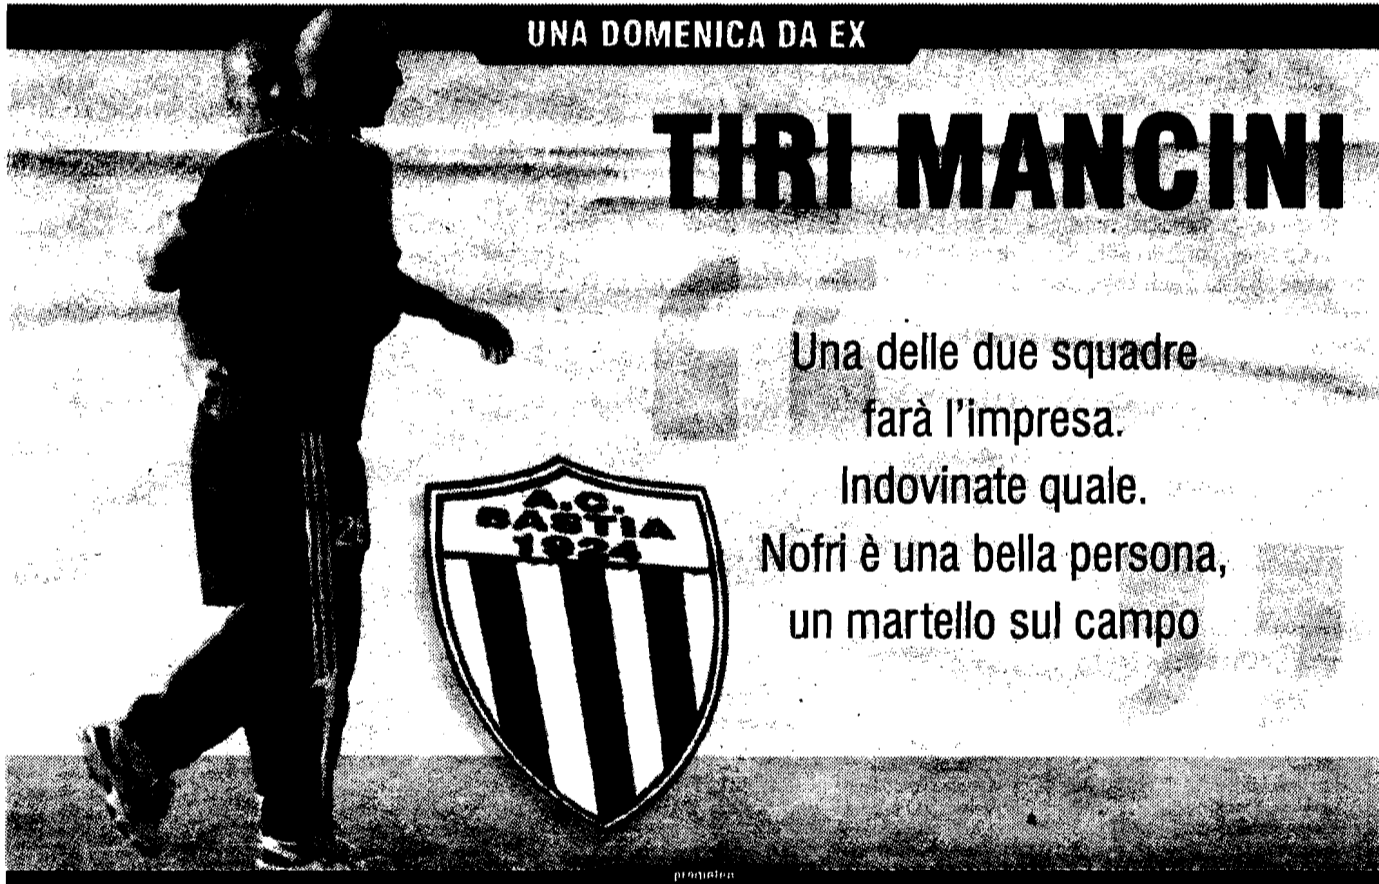 UNA DOMENICA DA EX
TIRI MANCINI
Una delle due squadre
farà l'impresa.
Indovinate quale.
Nofri è una bella persona,
un martello sul campo
A.C.
BASTIA
1924
24